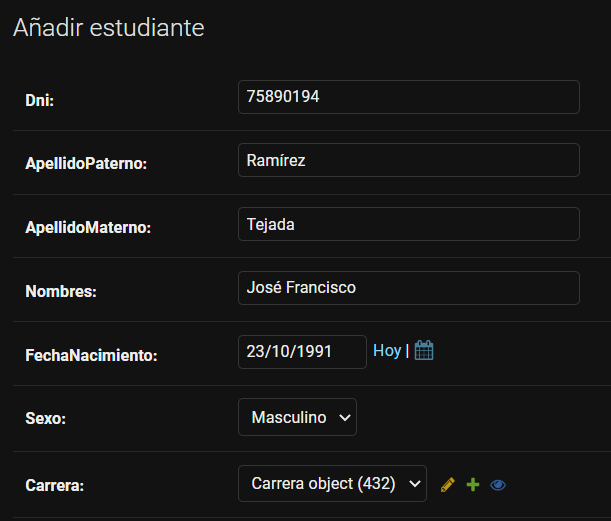 Añadir estudiante
Dni: 75890194
ApellidoPaterno: Ramírez
ApellidoMaterno: Tejada
Nombres: José Francisco
FechaNacimiento: 23/10/1991 Hoy |
Sexo: Masculino
Carrera: Carrera object (432)